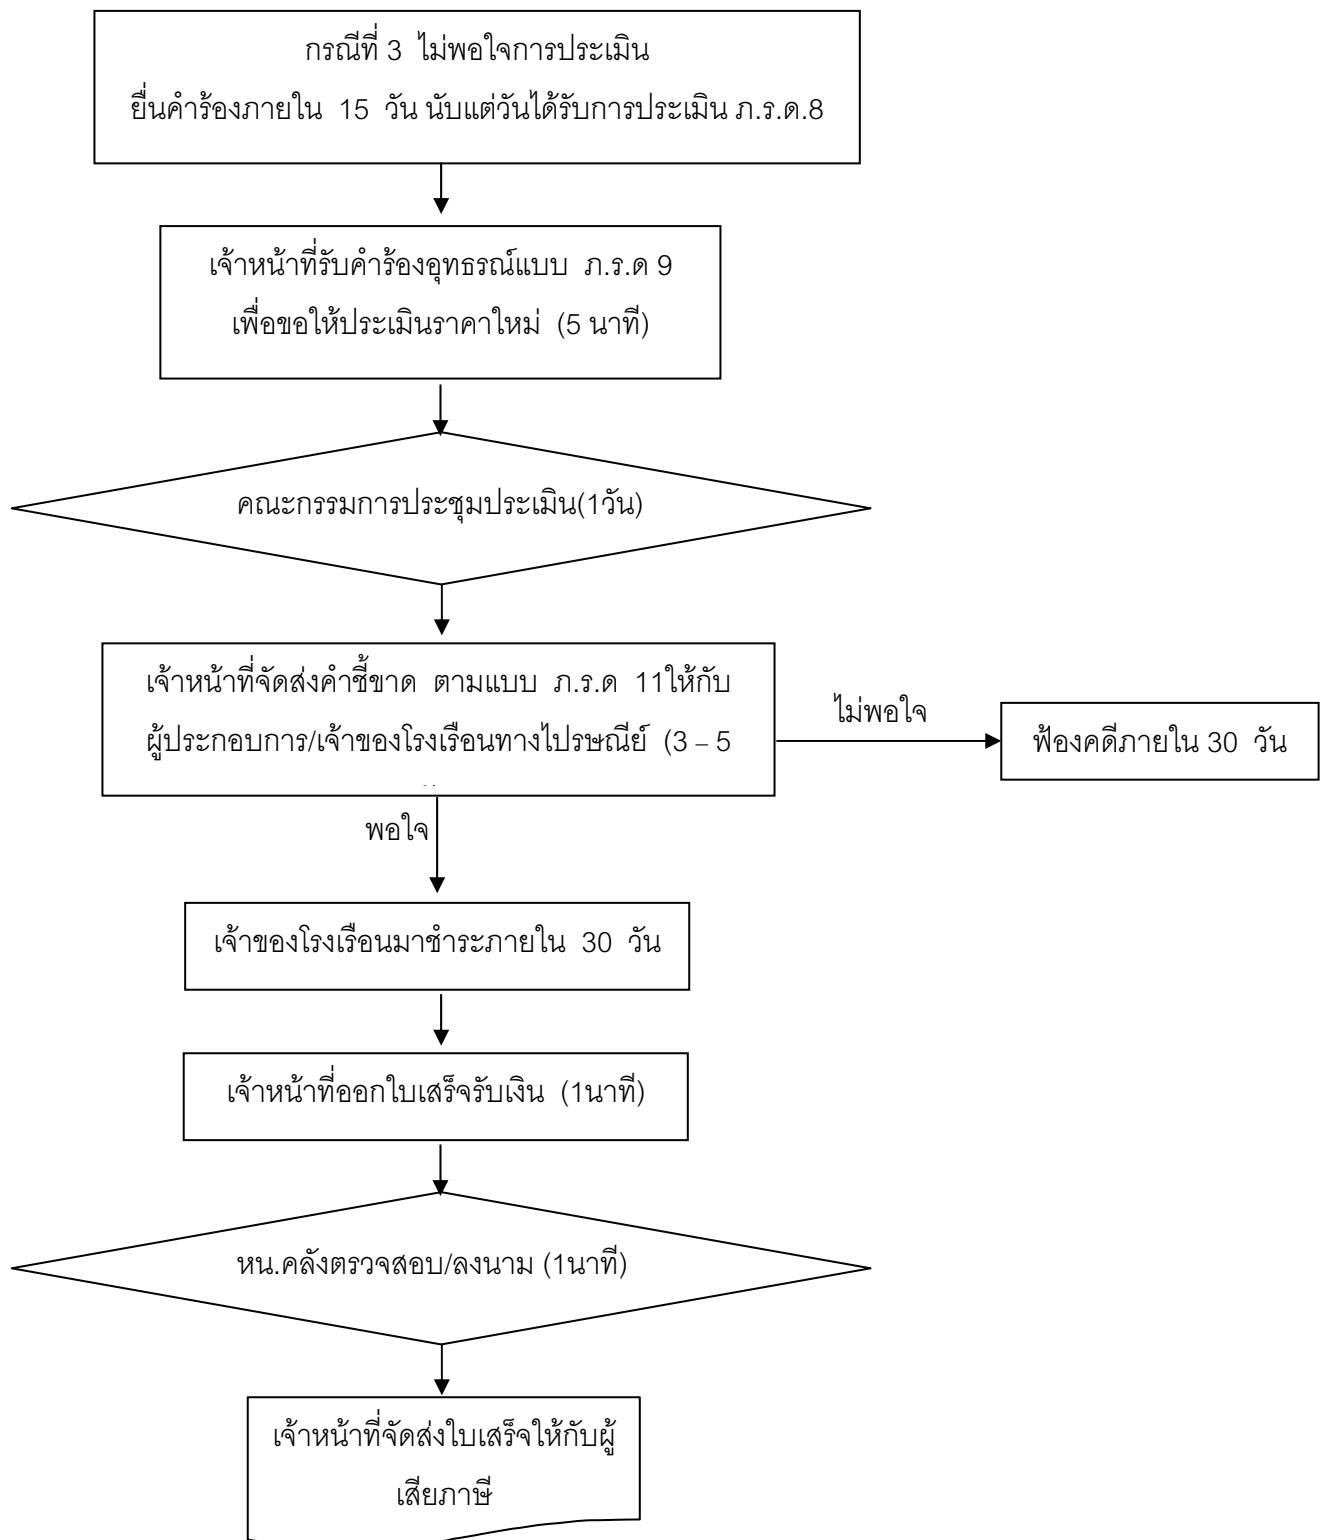 กรณีที่ 3 ไม่พอใจการประเมิน
ยื่นคำร้องภายใน 15 วัน นับแต่วันได้รับการประเมิน ภ.ร.ด.8
เจ้าหน้าที่รับคำร้องอุทธรณ์แบบ ภ.ร.ด 9
เพื่อขอให้ประเมินราคาใหม่ (5 นาที)
คณะกรรมการประชุมประเมิน(1วัน)
เจ้าหน้าที่จัดส่งคำชี้ขาด ตามแบบ ภ.ร.ด 11ให้กับ
ผู้ประกอบการ/เจ้าของโรงเรือนทางไปรษณีย์ (3 – 5
ไม่พอใจ
ฟ้องคดีภายใน 30 วัน
พอใจ
เจ้าของโรงเรือนมาชำระภายใน 30 วัน
เจ้าหน้าที่ออกใบเสร็จรับเงิน (1นาที)
หน.คลังตรวจสอบ/ลงนาม (1นาที)
เจ้าหน้าที่จัดส่งใบเสร็จให้กับผู้
เสียภาษี